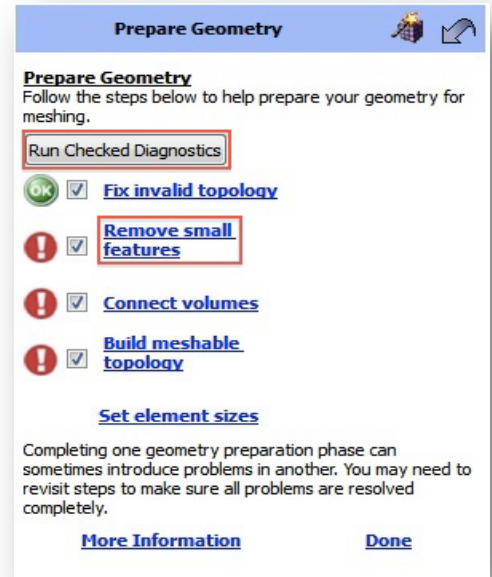 Prepare Geometry
Prepare Geometry
Follow the steps below to help prepare your geometry for
meshing.
Run Checked Diagnostics
OK
Fix invalid topology
Remove small
features
Connect volumes
Build meshable
topology
Set element sizes
Completing one geometry preparation phase can
sometimes introduce problems in another. You may need to
revisit steps to make sure all problems are resolved
completely.
More Information
Done